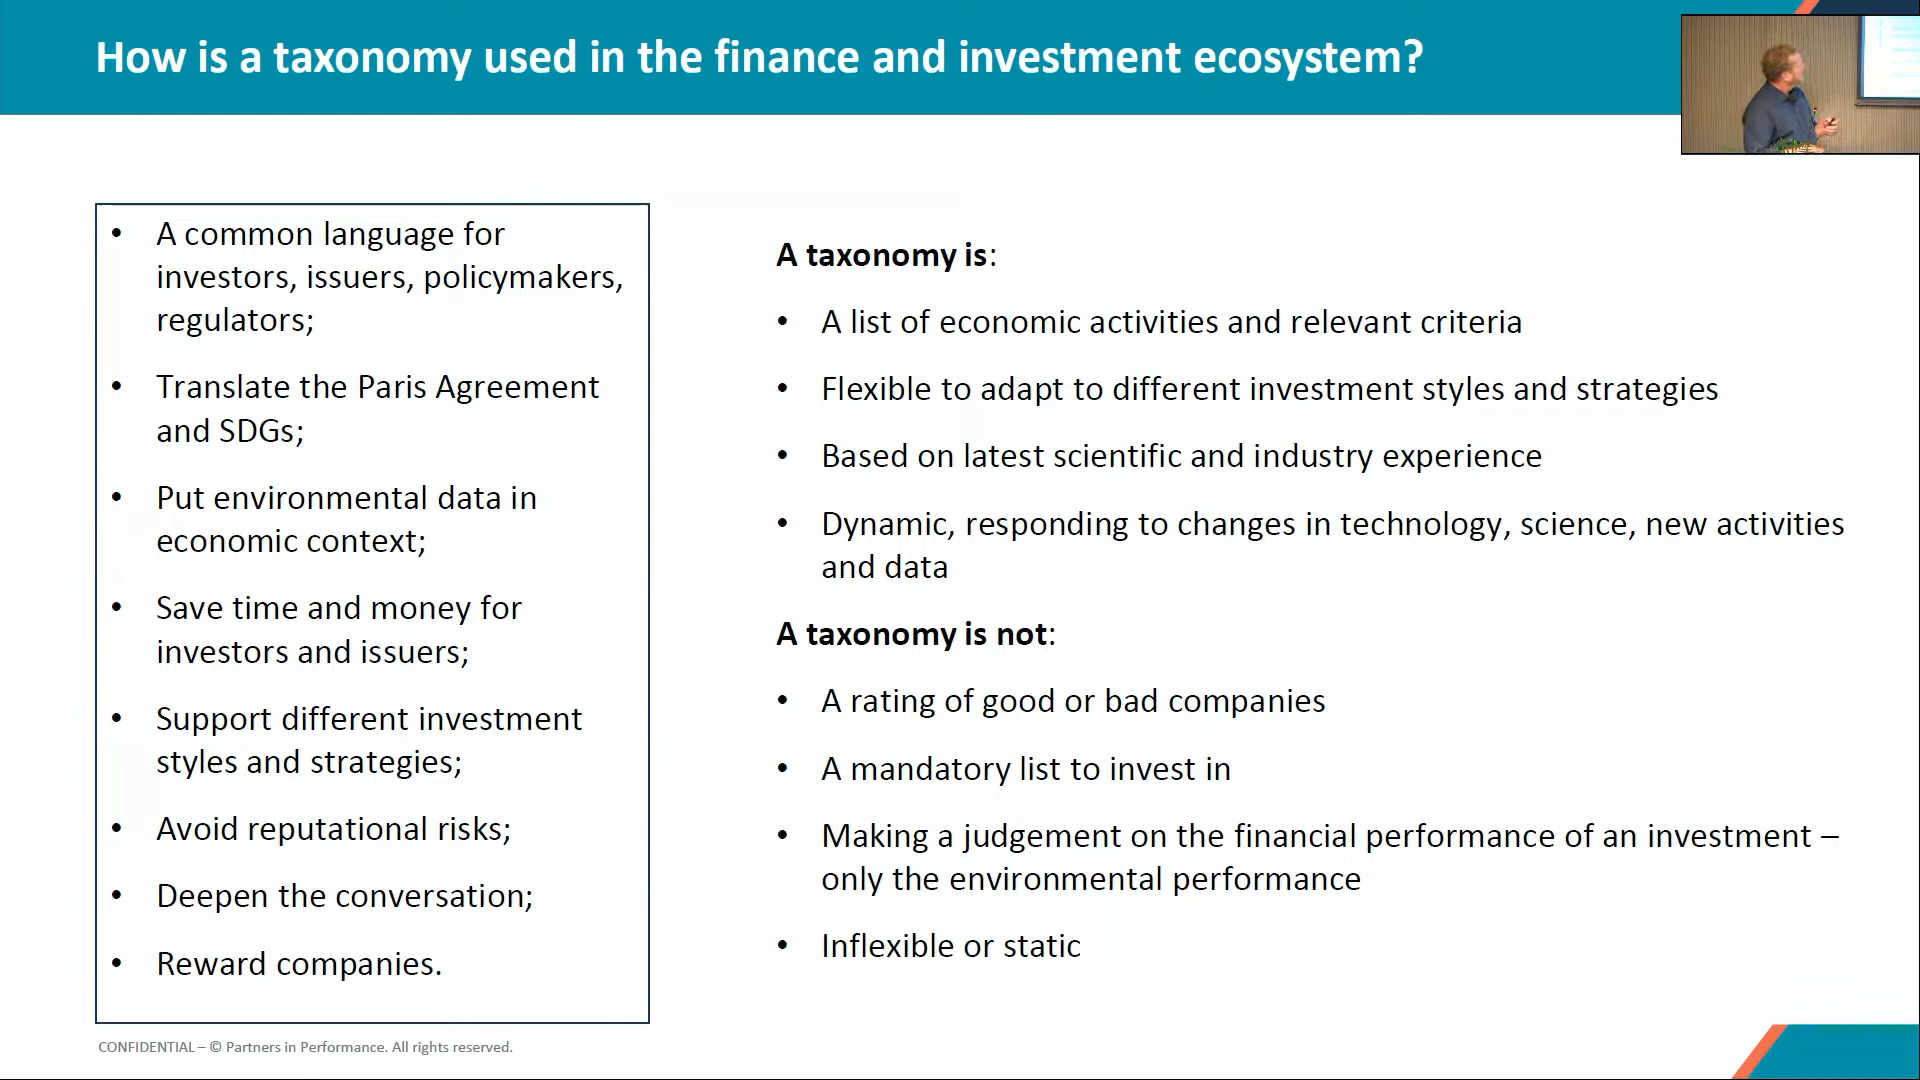 How is a taxonomy used in the finance and investment ecosystem?
• A common language for
investors, issuers, policymakers,
regulators;
• Translate the Paris Agreement
and SDGs;
• Put environmental data in
economic context;
• Save time and money for
investors and issuers;
• Support different investment
styles and strategies;
• Avoid reputational risks;
• Deepen the conversation;
• Reward companies.
A taxonomy is:
• A list of economic activities and relevant criteria
• Flexible to adapt to different investment styles and strategies
• Based on latest scientific and industry experience
• Dynamic, responding to changes in technology, science, new activities
and data
A taxonomy is not:
• A rating of good or bad companies
• A mandatory list to invest in
• Making a judgement on the financial performance of an investment –
only the environmental performance
• Inflexible or static
CONFIDENTIAL – © Partners in Performance. All rights reserved.